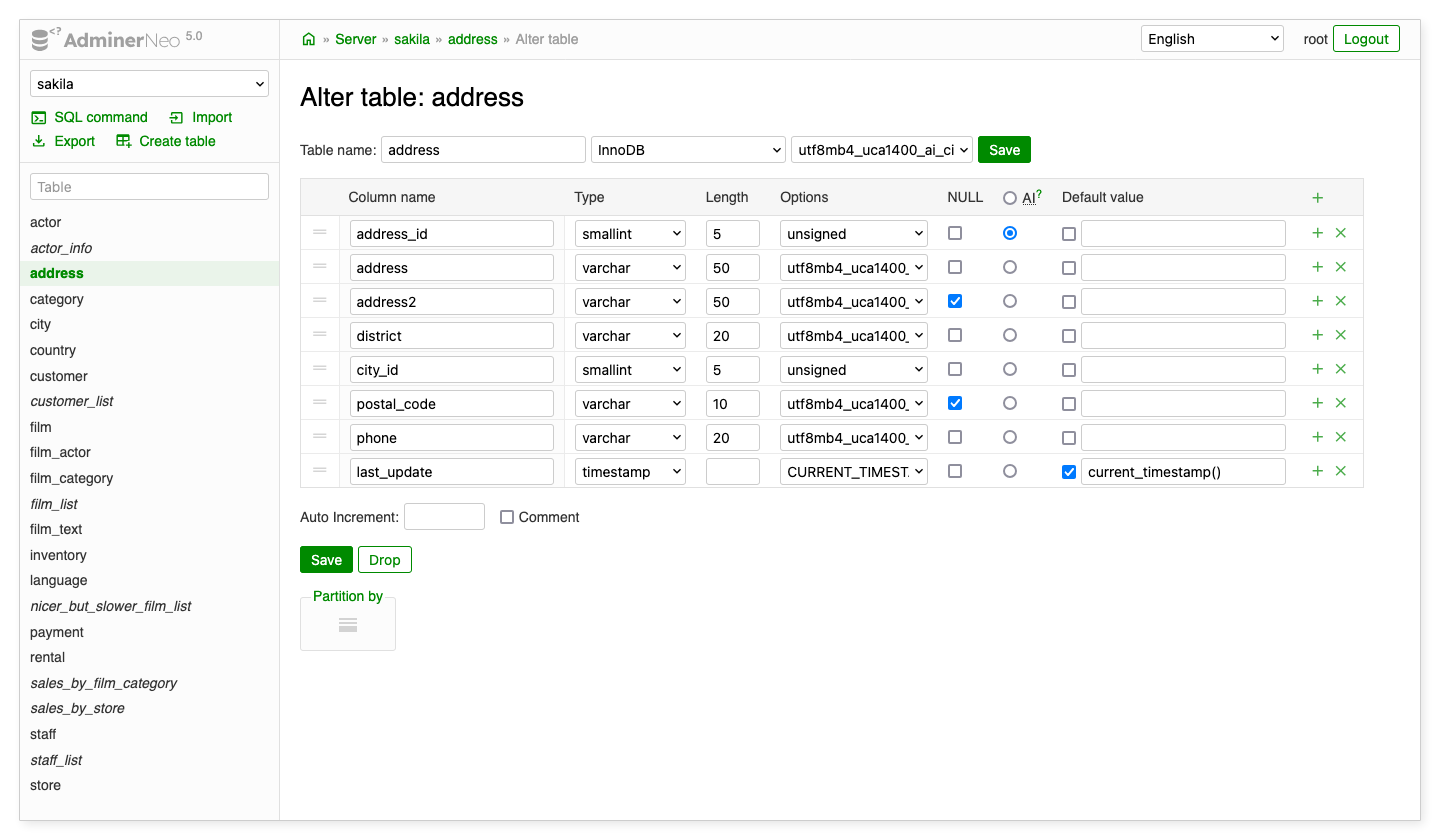 AdminerNeo 5.0
sakila
SQL command Import
Export Create table
Table
actor
actor_info
address
category
city
country
customer
customer_list
film
film_actor
film_category
film_list
film_text
inventory
language
nicer_but_slower_film_list
payment
rental
sales_by_film_category
sales_by_store
staff
staff_list
store
» Server » sakila » address » Alter table
English root Logout
Alter table: address
Table name: address InnoDB utf8mb4_uca1400_ai_ci Save
Column name Type Length Options NULL AI? Default value +
address_id smallint 5 unsigned + ×
address varchar 50 utf8mb4_uca1400_ + ×
address2 varchar 50 utf8mb4_uca1400_ + ×
district varchar 20 utf8mb4_uca1400_ + ×
city_id smallint 5 unsigned + ×
postal_code varchar 10 utf8mb4_uca1400_ + ×
phone varchar 20 utf8mb4_uca1400_ + ×
last_update timestamp CURRENT_TIMEST. current_timestamp() + ×
Auto Increment: Comment
Save Drop
Partition by